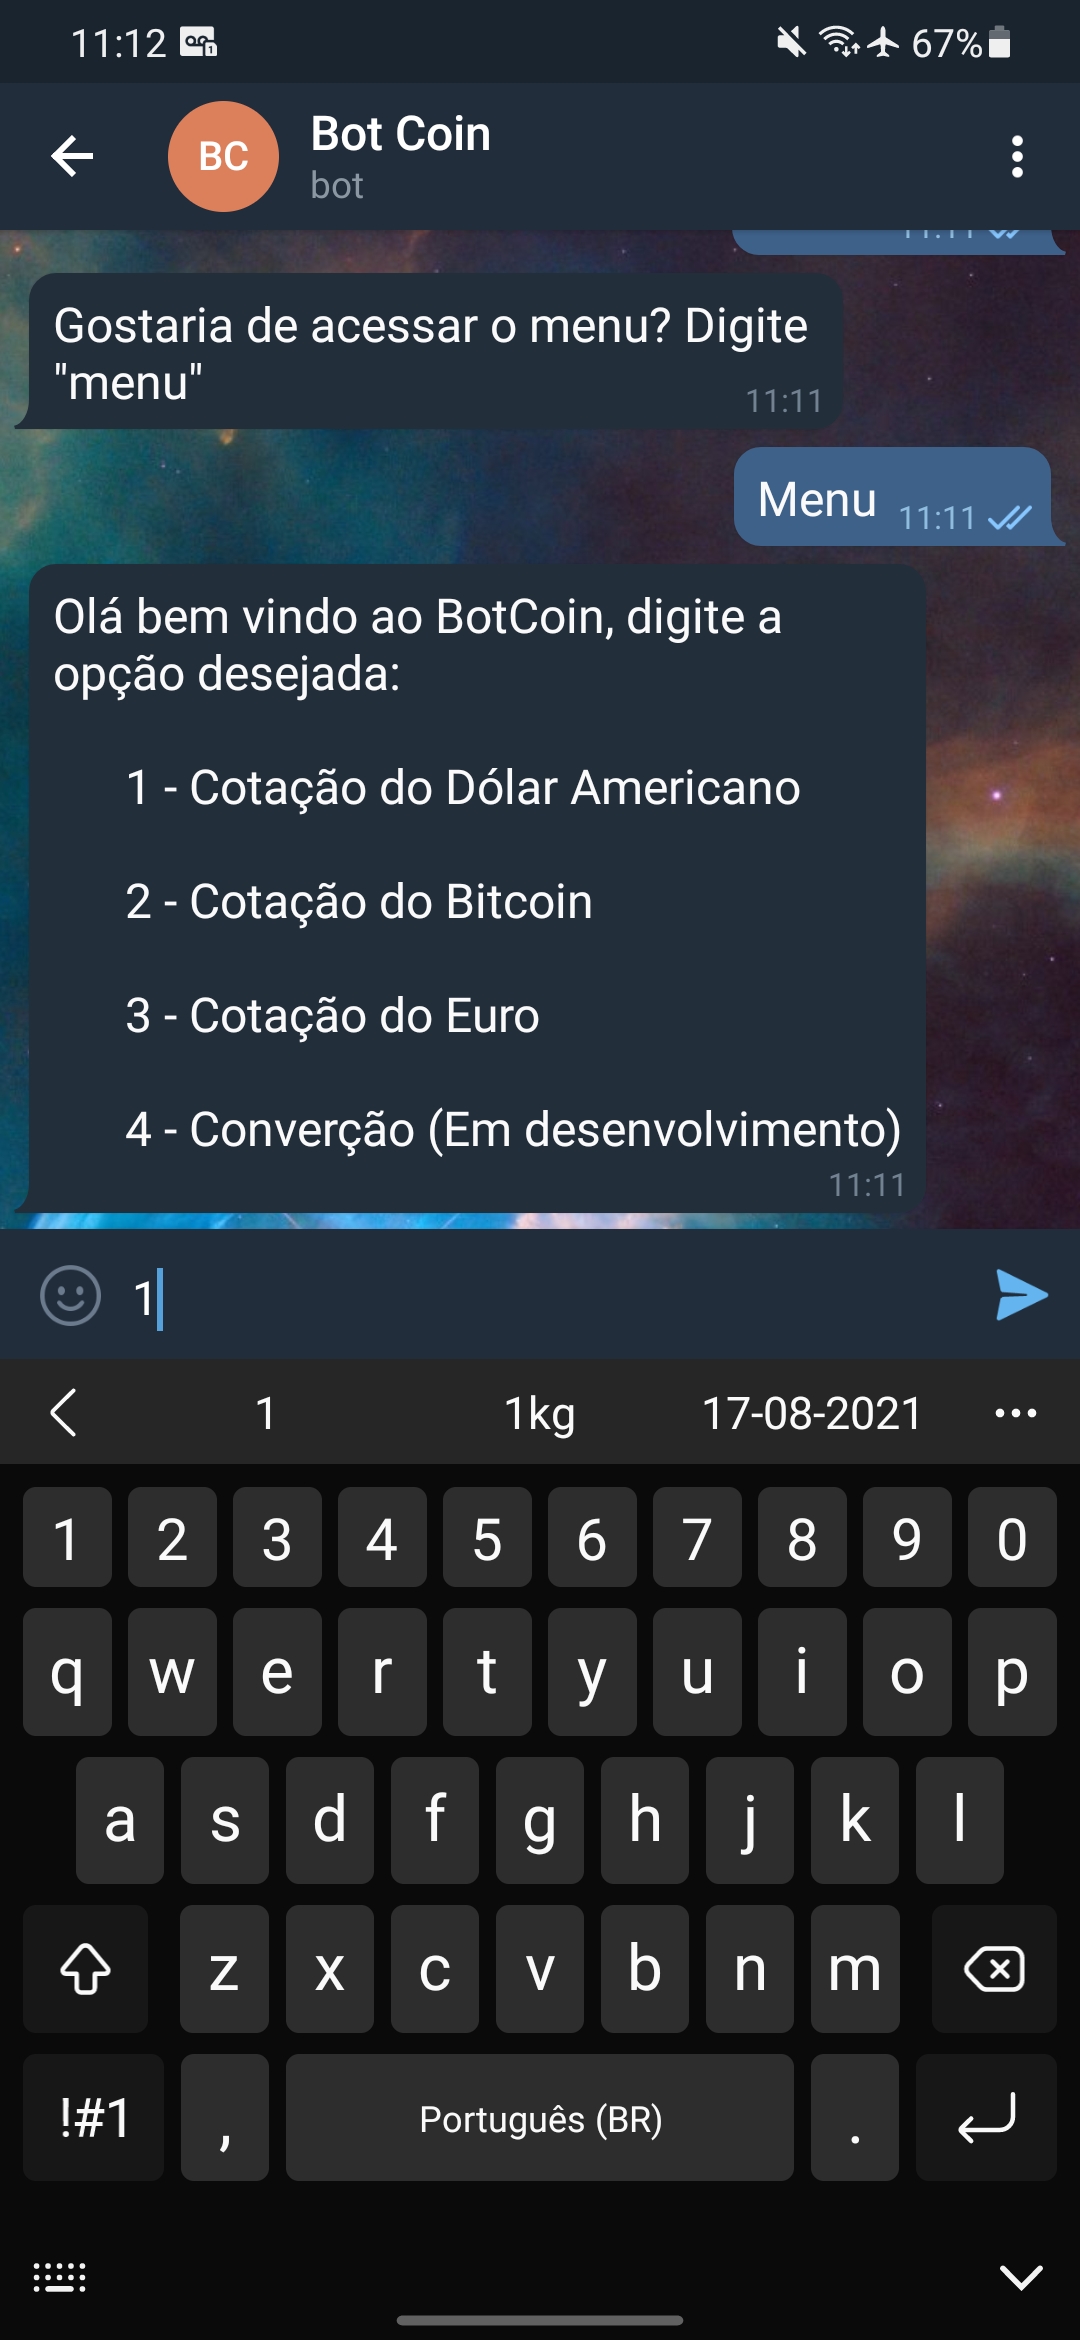 11:12
67%
BC
Bot Coin
bot
11:11
Gostaria de acessar o menu? Digite
"menu"
11:11
Menu
11:11
Olá bem vindo ao BotCoin, digite a
opção desejada:
1 - Cotação do Dólar Americano
2 - Cotação do Bitcoin
3 - Cotação do Euro
4 - Converção (Em desenvolvimento)
11:11
1
1 1kg 17-08-2021
1 2 3 4 5 6 7 8 9 0
q w e r t y u i o p
a s d f g h j k l
z x c v b n m
!#1 , Português (BR) .